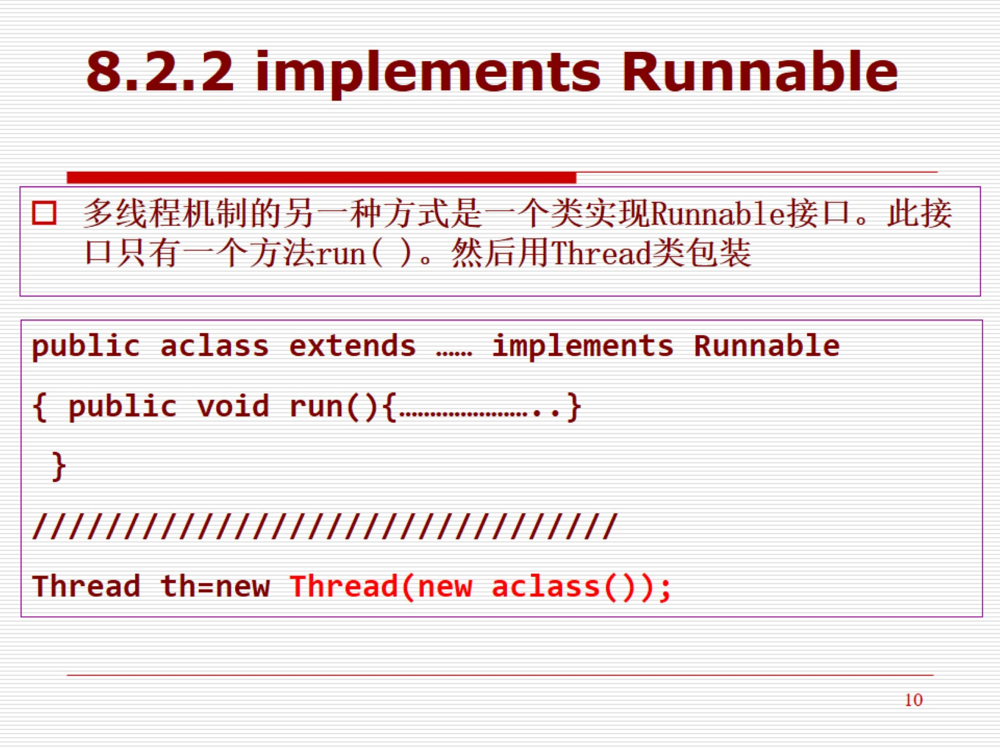 8.2.2 implements Runnable
多线程机制的另一种方式是一个类实现Runnable接口。此接
口只有一个方法run( )。然后用Thread类包装
public aclass extends …… implements Runnable
{ public void run(){…………………..}
}
////////////////////////////////
Thread th=new Thread(new aclass());
10